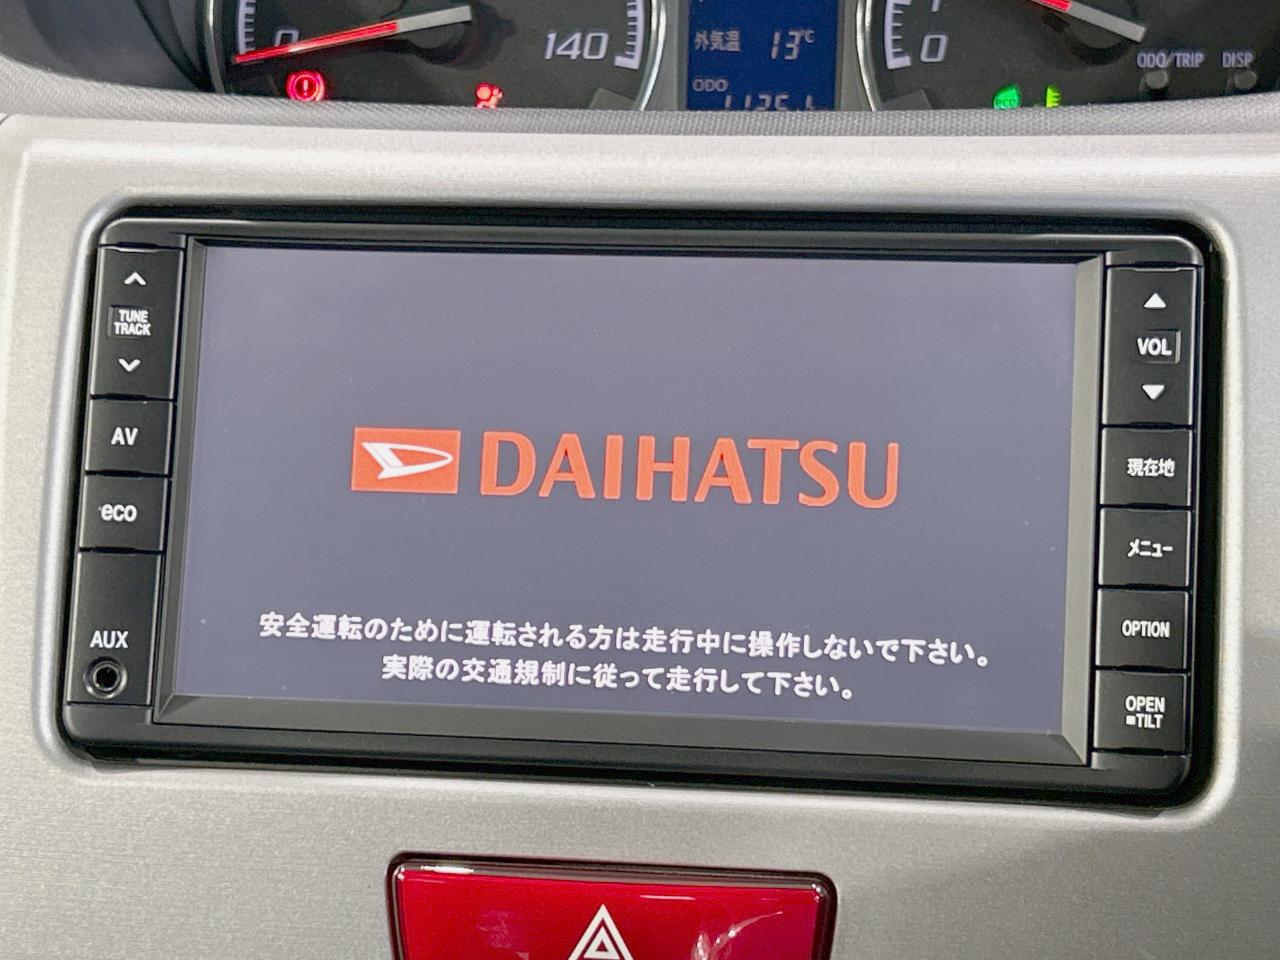 0
140
外気温 13℃
ODO
0
ODO/TRIP DISP
eco
TUNE
TRACK
AV
eco
AUX
DAIHATSU
安全運転のために運転される方は走行中に操作しないで下さい。
実際の交通規制に従って走行して下さい。
VOL
現在地
メニュー
OPTION
OPEN
TILT